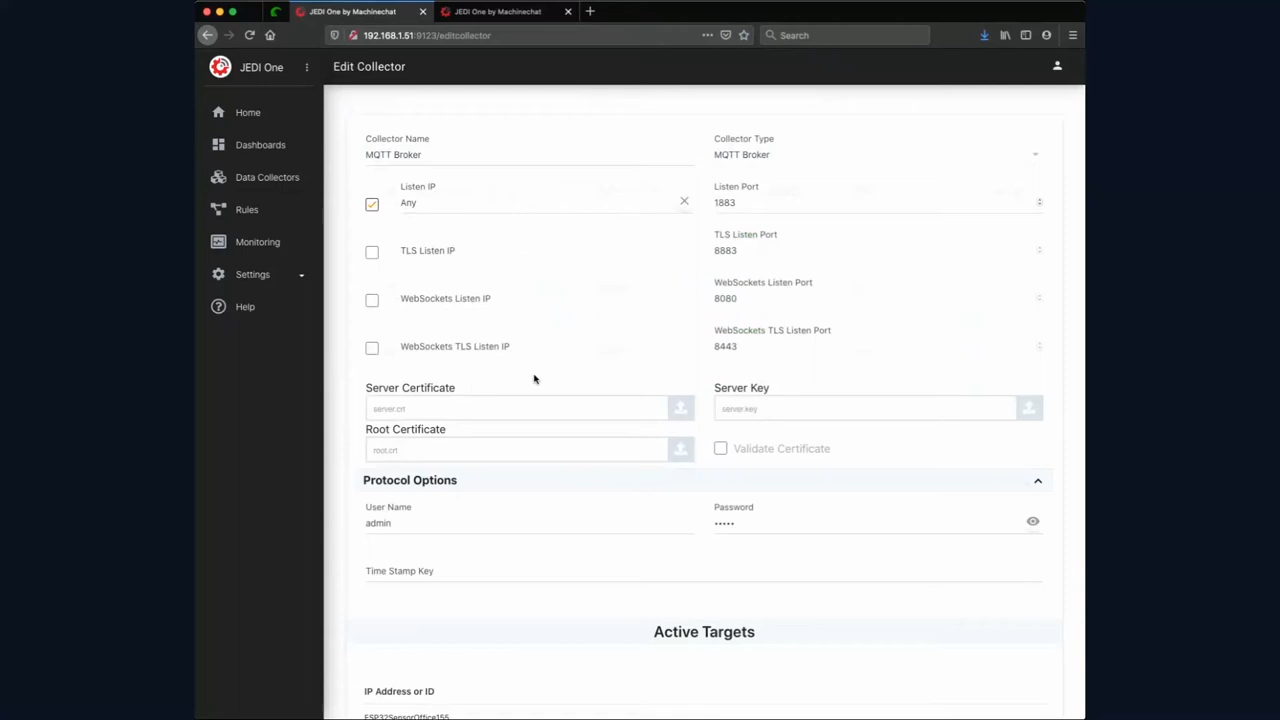 JEDI One by Machinechat
JEDI One by Machinechat
192.168.1.51:9123/editcollector
Search
JEDI One
Edit Collector
Home
Dashboards
Data Collectors
Rules
Monitoring
Settings
Help
Collector Name
MQTT Broker
Collector Type
MQTT Broker
Listen IP
Any
Listen Port
1883
TLS Listen IP
TLS Listen Port
8883
WebSockets Listen IP
WebSockets Listen Port
8080
WebSockets TLS Listen IP
WebSockets TLS Listen Port
8443
Server Certificate
server.crt
Server Key
server.key
Root Certificate
root.crt
Validate Certificate
Protocol Options
User Name
admin
Password
•••••
Time Stamp Key
Active Targets
IP Address or ID
ESP32SensorOffice155